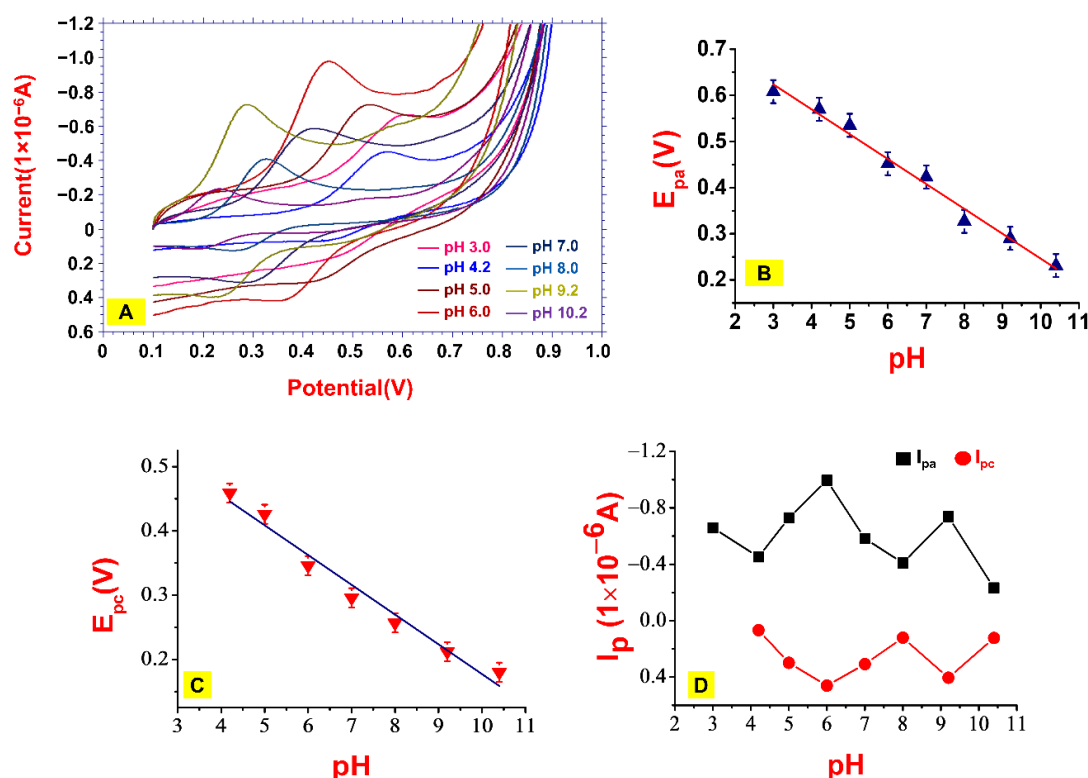 −1.2
−1.0
−0.8
−0.6
−0.4
−0.2
0
0.2
0.4
0.6
Current(1×10⁻⁶A)
pH 3.0
pH 4.2
pH 5.0
pH 6.0
pH 7.0
pH 8.0
pH 9.2
pH 10.2
A
0 0.1 0.2 0.3 0.4 0.5 0.6 0.7 0.8 0.9 1.0
Potential(V)
0.7
0.6
0.5
0.4
0.3
0.2
E_pa(V)
B
2 3 4 5 6 7 8 9 10 11
pH
0.5
0.4
0.3
0.2
E_pc(V)
C
3 4 5 6 7 8 9 10 11
pH
−1.2
−0.8
−0.4
0.0
0.4
I_p (1×10⁻⁶A)
I_pa I_pc
D
2 3 4 5 6 7 8 9 10 11
pH